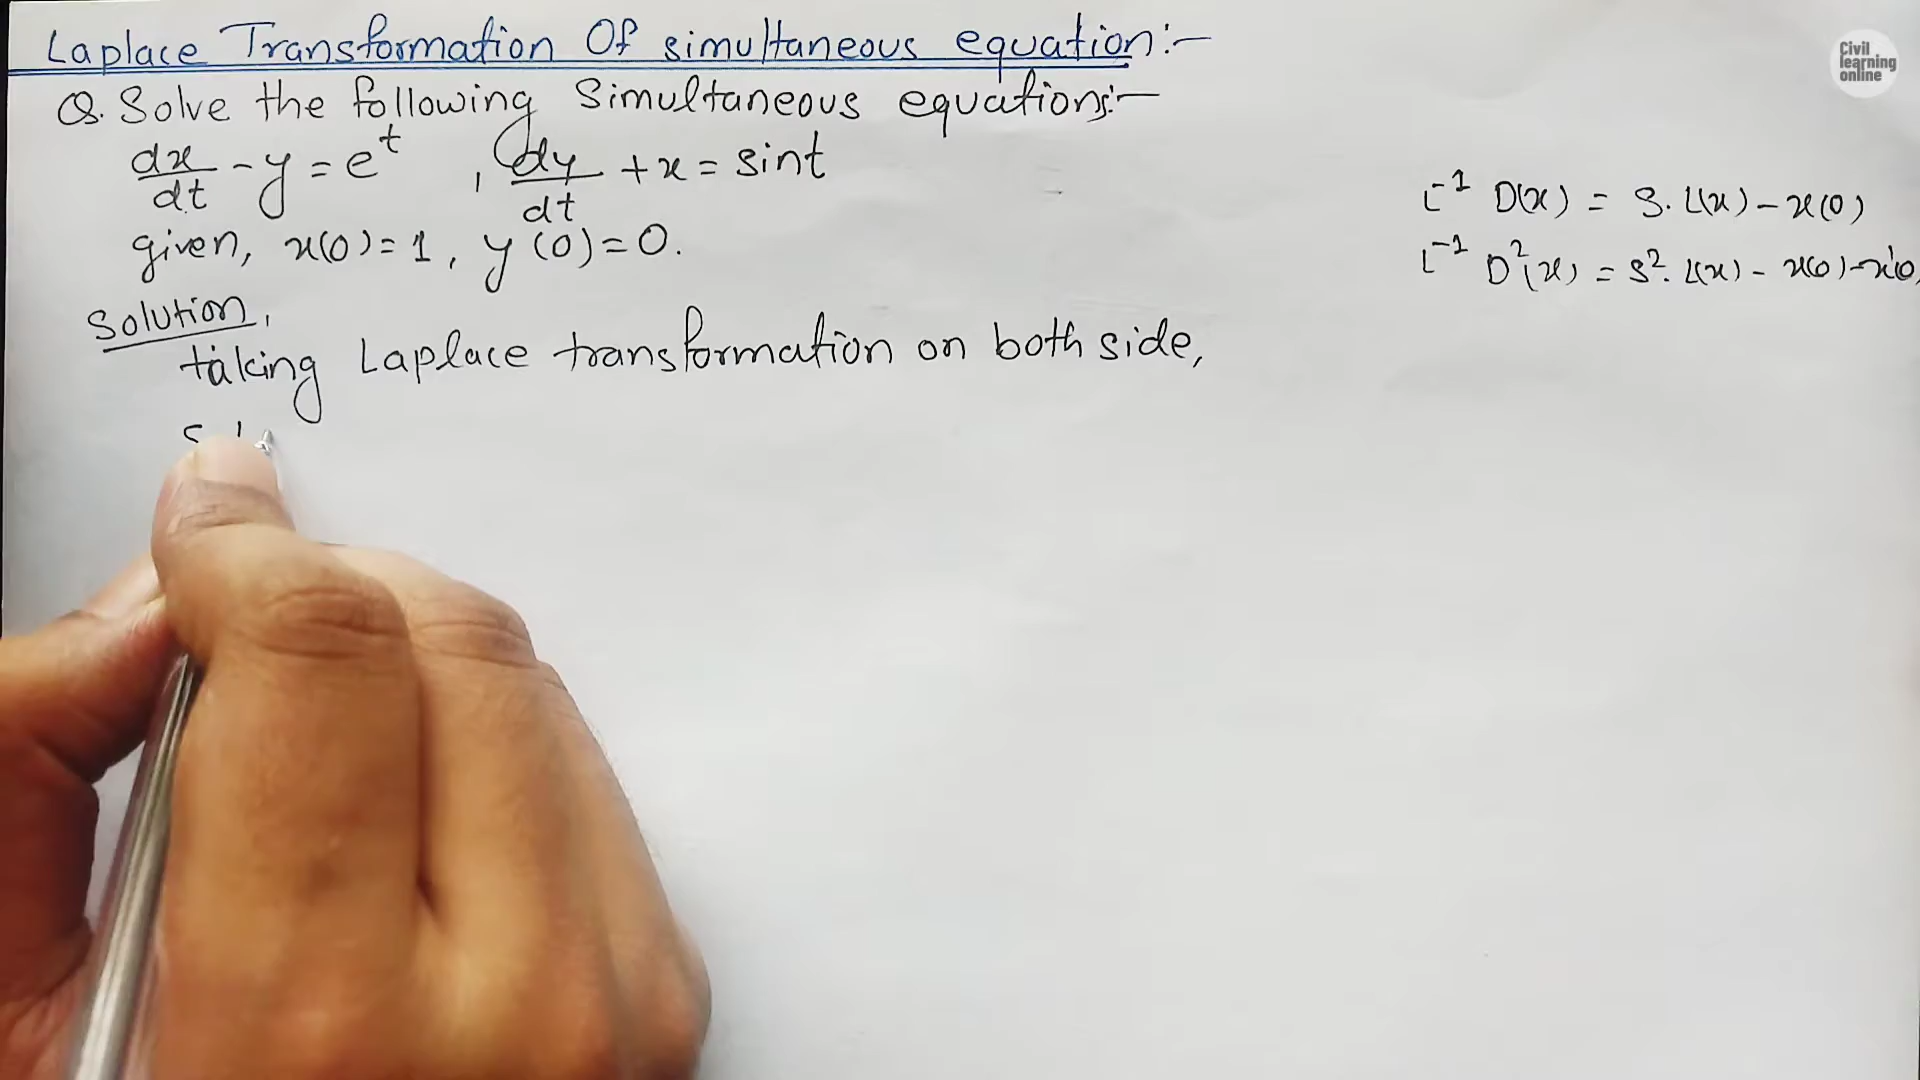 Laplace Transformation Of simultaneous equation:-
Q. Solve the following Simultaneous equations:-
dx/dt - y = e^t , dy/dt + x = sint
given, x(0)=1, y(0)=0.
Solution,
taking Laplace transformation on both side,
L^-1 D(x) = S.L(x)-x(0)
L^-1 D^2(x) = S^2.L(x)- x(0)-x'(0)
Civil
learning
online